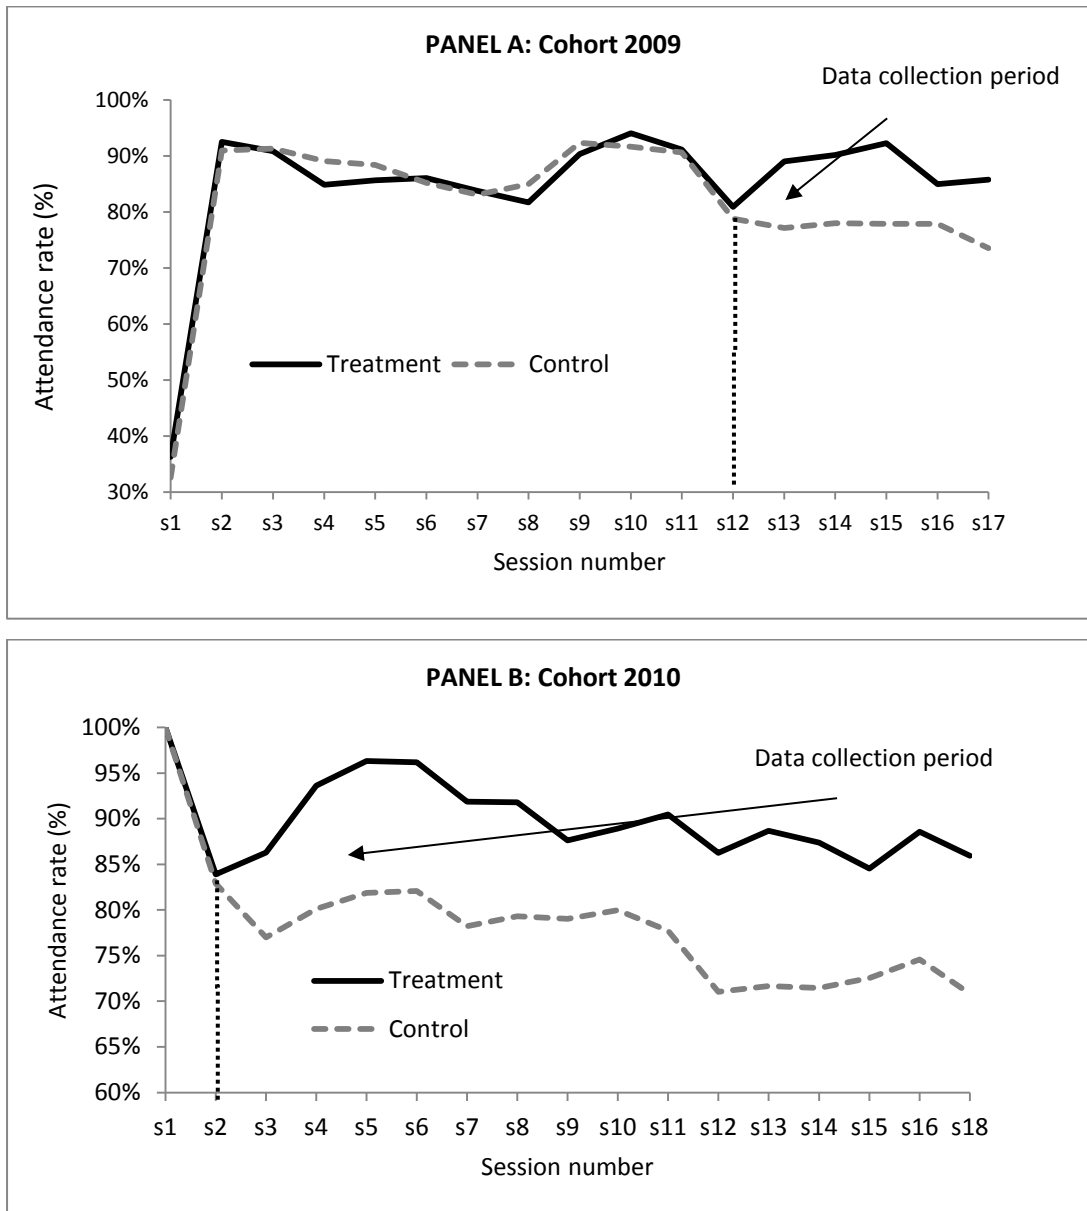 PANEL A: Cohort 2009
Data collection period
100%
90%
80%
70%
60%
50%
40%
30%
Attendance rate (%)
Treatment Control
s1 s2 s3 s4 s5 s6 s7 s8 s9 s10 s11 s12 s13 s14 s15 s16 s17
Session number
PANEL B: Cohort 2010
Data collection period
100%
95%
90%
85%
80%
75%
70%
65%
60%
Attendance rate (%)
Treatment
Control
s1 s2 s3 s4 s5 s6 s7 s8 s9 s10 s11 s12 s13 s14 s15 s16 s18
Session number